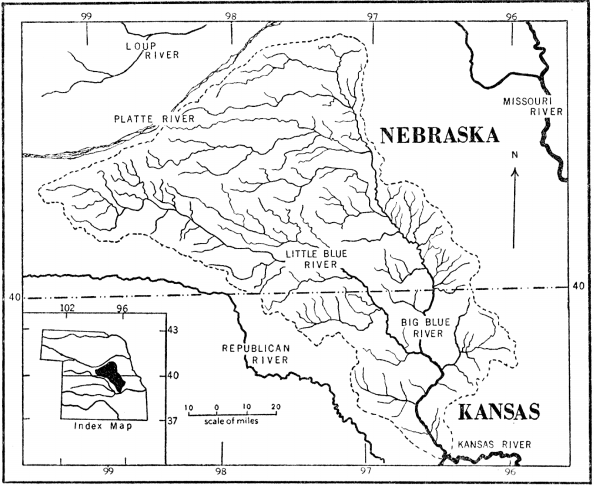 99 98 97 96
LOUP
RIVER
PLATTE RIVER
MISSOURI
RIVER
NEBRASKA
N
LITTLE BLUE
RIVER
40 40
102 96
43
40
37
Index Map
BIG BLUE
RIVER
REPUBLICAN
RIVER
10 0 10 20
scale of miles
KANSAS
KANSAS RIVER
99 98 97 96